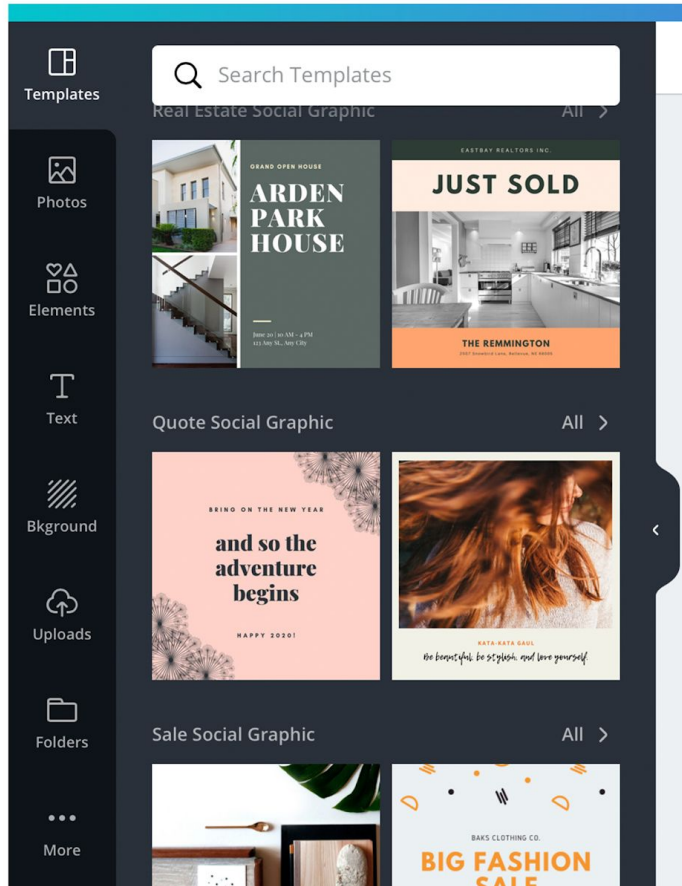 Templates
Photos
Elements
Text
Bkground
Uploads
Folders
More
Search Templates
Real Estate Social Graphic All
GRAND OPEN HOUSE
ARDEN
PARK
HOUSE
June 20 | 10 AM - 4 PM
123 Any St., Any City
EASTBAY REALTORS INC.
JUST SOLD
THE REMMINGTON
Quote Social Graphic All
BRING ON THE NEW YEAR
and so the
adventure
begins
HAPPY 2020!
KATA-KATA GAUL
Be beautiful, be stylish, and love yourself.
Sale Social Graphic All
BAKS CLOTHING CO.
BIG FASHION
SALE